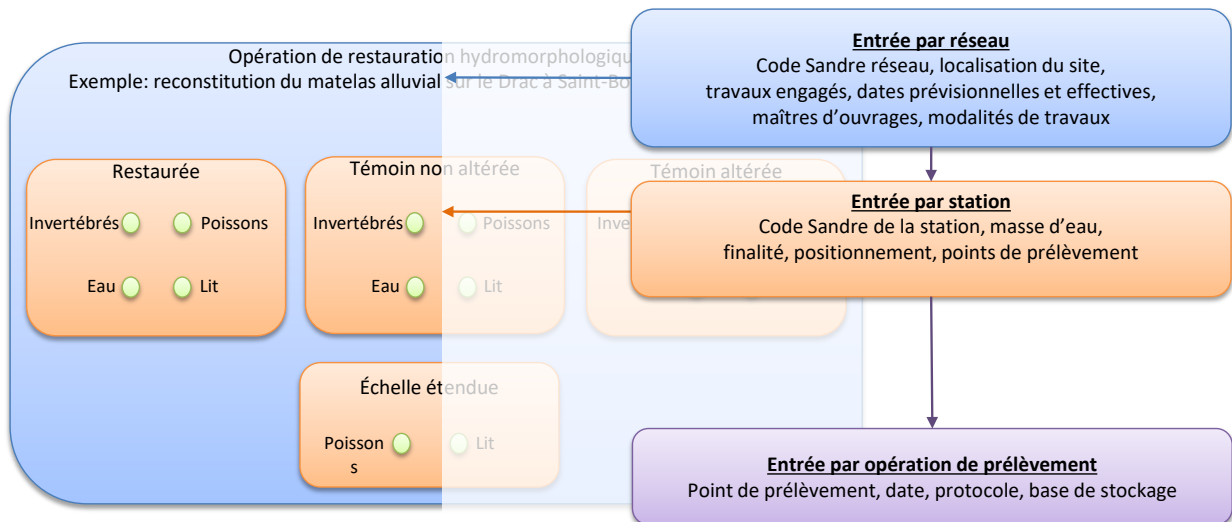 Opération de restauration hydromorphologiqu
Exemple: reconstitution du matelas alluvial sur le Drac à Saint-Bo
Restaurée
Invertébrés
Poissons
Eau
Lit
Témoin non altérée
Invertébrés
Poissons
Eau
Lit
Témoin altérée
Inve
Échelle étendue
Poisson
s
Lit
Entrée par réseau
Code Sandre réseau, localisation du site,
travaux engagés, dates prévisionnelles et effectives,
maîtres d’ouvrages, modalités de travaux
Entrée par station
Code Sandre de la station, masse d’eau,
finalité, positionnement, points de prélèvement
Entrée par opération de prélèvement
Point de prélèvement, date, protocole, base de stockage